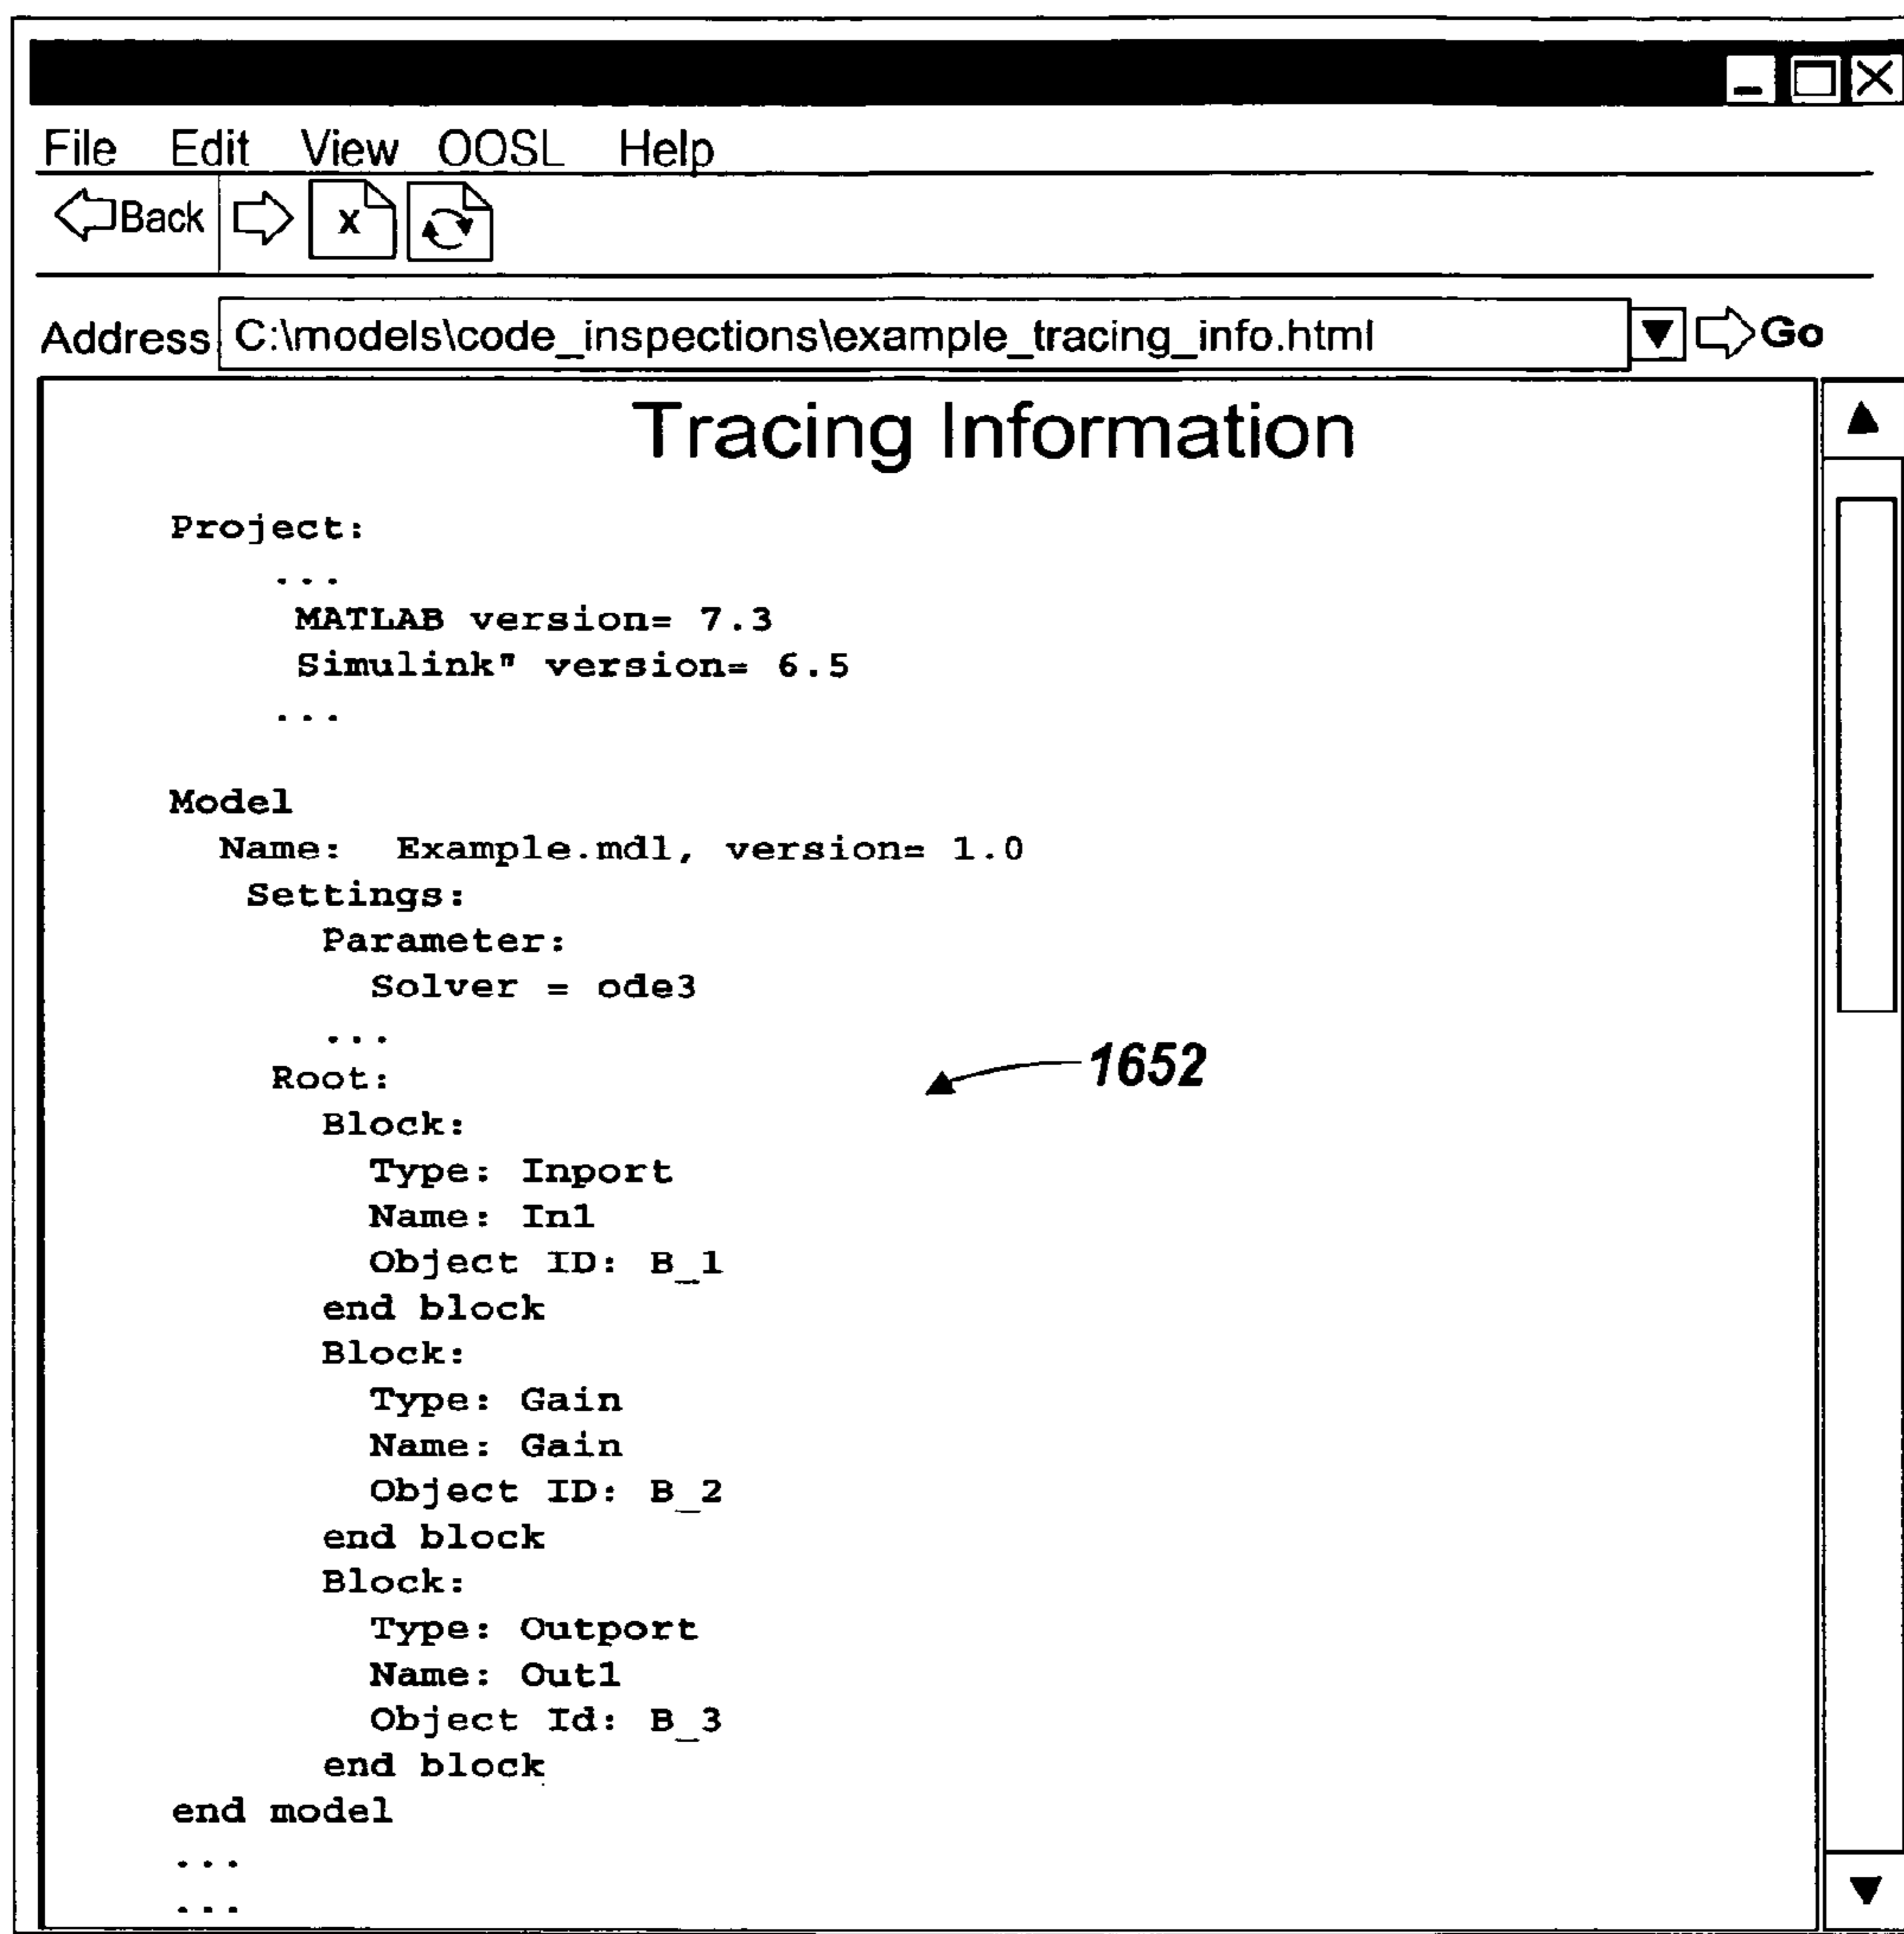 File Edit View OOSL Help
Back X
Address C:\models\code_inspections\example_tracing_info.html Go
Tracing Information
Project:
...
MATLAB version= 7.3
Simulink" version= 6.5
...
Model
Name: Example.mdl, version= 1.0
Settings:
Parameter:
Solver = ode3
...
1652
Root:
Block:
Type: Inport
Name: In1
Object ID: B_1
end block
Block:
Type: Gain
Name: Gain
Object ID: B_2
end block
Block:
Type: Outport
Name: Out1
Object Id: B_3
end block
end model
...
...